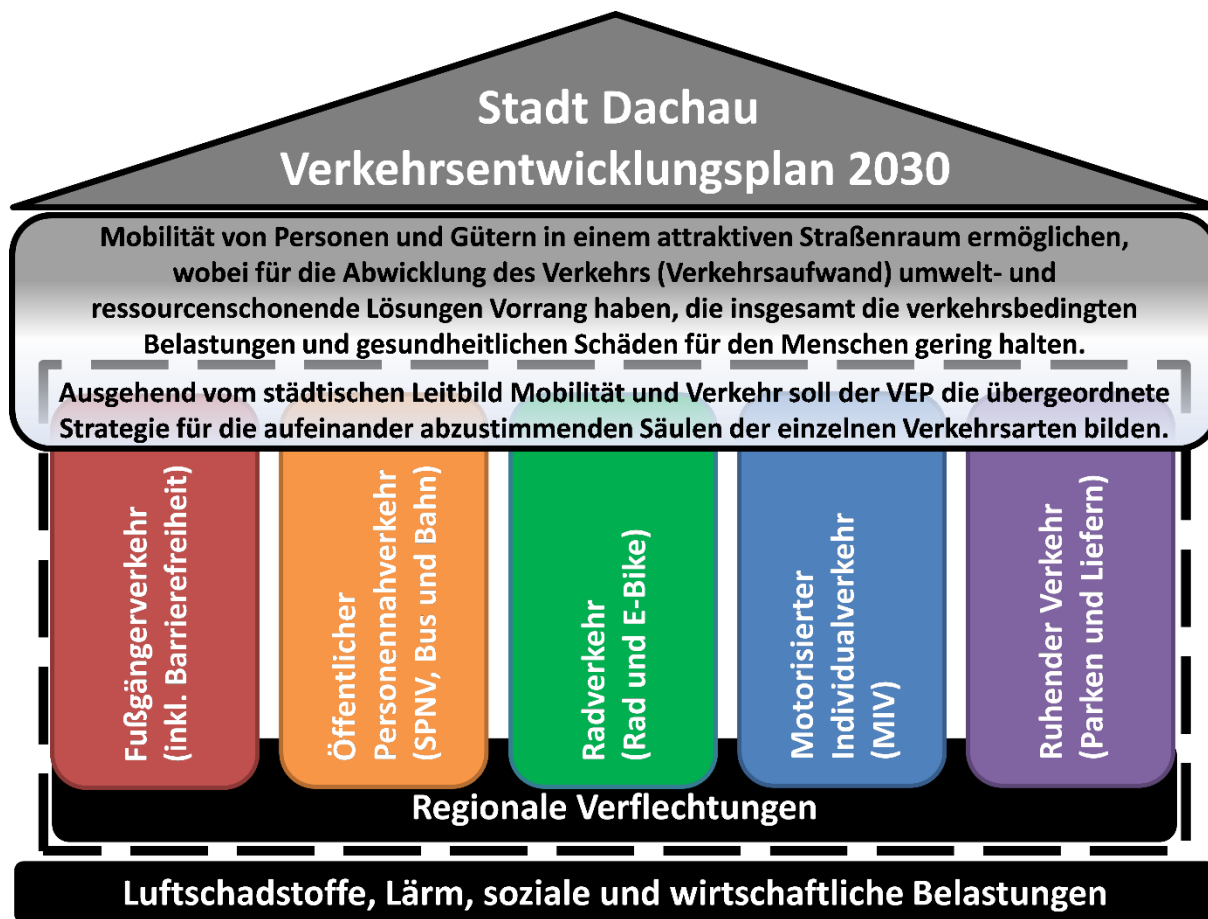 Stadt Dachau
Verkehrsentwicklungsplan 2030
Mobilität von Personen und Gütern in einem attraktiven Straßenraum ermöglichen,
wobei für die Abwicklung des Verkehrs (Verkehrsaufwand) umwelt- und
ressourcenschonende Lösungen Vorrang haben, die insgesamt die verkehrsbedingten
Belastungen und gesundheitlichen Schäden für den Menschen gering halten.
Ausgehend vom städtischen Leitbild Mobilität und Verkehr soll der VEP die übergeordnete
Strategie für die aufeinander abzustimmenden Säulen der einzelnen Verkehrsarten bilden.
Fußgängerverkehr
(inkl. Barrierefreiheit)
Öffentlicher
Personennahverkehr
(SPNV, Bus und Bahn)
Radverkehr
(Rad und E-Bike)
Motorisierter
Individualverkehr
(MIV)
Ruhender Verkehr
(Parken und Liefern)
Regionale Verflechtungen
Luftschadstoffe, Lärm, soziale und wirtschaftliche Belastungen